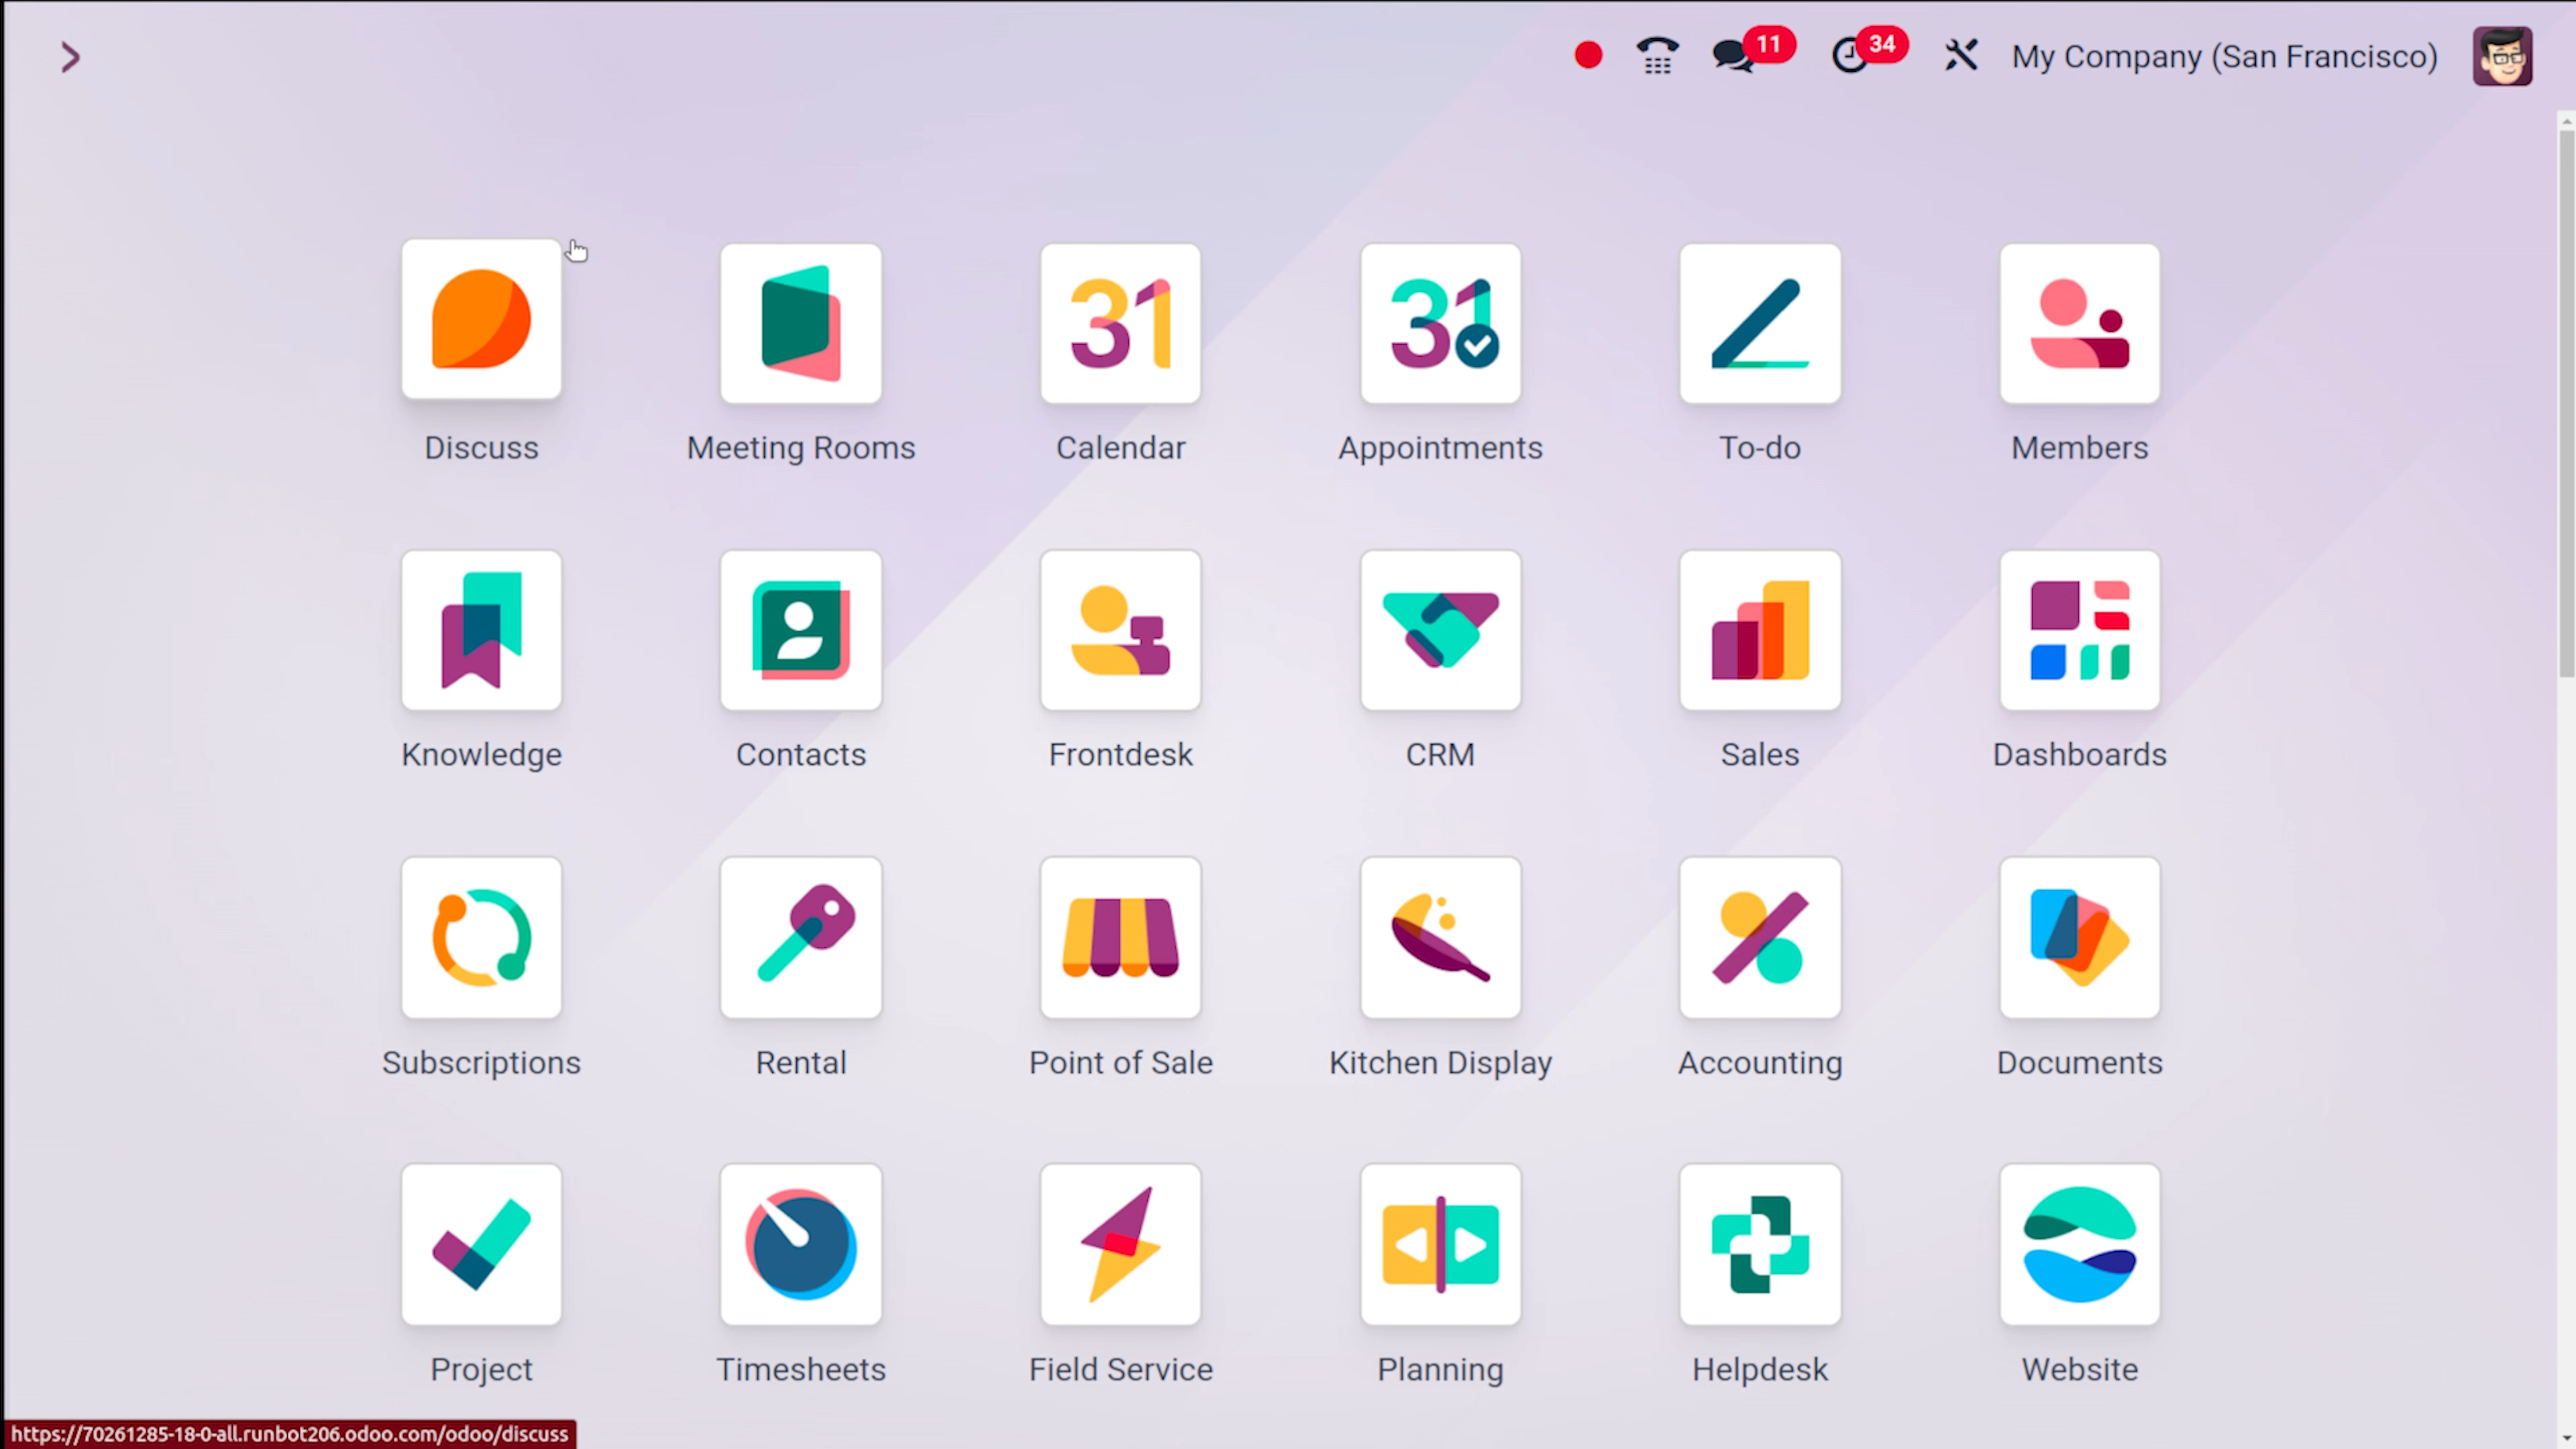 11 34 My Company (San Francisco)
31 31
Discuss Meeting Rooms Calendar Appointments To-do Members
Knowledge Contacts Frontdesk CRM Sales Dashboards
Subscriptions Rental Point of Sale Kitchen Display Accounting Documents
Project Timesheets Field Service Planning Helpdesk Website
https://70261285-18-0-all.runbot206.odoo.com/odoo/discuss